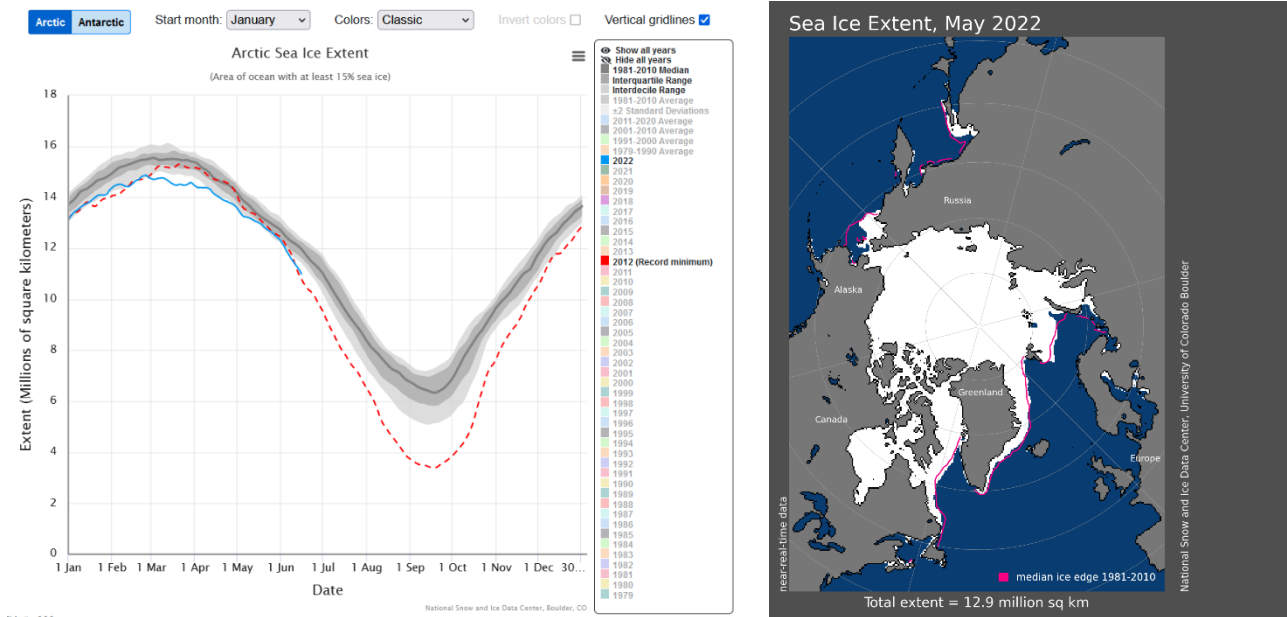 Arctic Antarctic Start month: January Colors: Classic Invert colors Vertical gridlines
Arctic Sea Ice Extent
(Area of ocean with at least 15% sea ice)
Extent (Millions of square kilometers)
18
16
14
12
10
8
6
4
2
0
1 Jan 1 Feb 1 Mar 1 Apr 1 May 1 Jun 1 Jul 1 Aug 1 Sep 1 Oct 1 Nov 1 Dec 30...
Date
National Snow and Ice Data Center, Boulder, CO
Show all years
Hide all years
1981-2010 Median
Interquartile Range
Interdecile Range
1981-2010 Average
±2 Standard Deviations
2011-2020 Average
2001-2010 Average
1991-2000 Average
1979-1990 Average
2022
2021
2020
2019
2018
2017
2016
2015
2014
2013
2012 (Record minimum)
2011
2010
2009
2008
2007
2006
2005
2004
2003
2002
2001
2000
1999
1998
1997
1996
1995
1994
1993
1992
1991
1990
1989
1988
1987
1986
1985
1984
1983
1982
1981
1980
1979
Sea Ice Extent, May 2022
Russia
Alaska
Greenland
Canada
Europe
near-real-time data
median ice edge 1981-2010
Total extent = 12.9 million sq km
National Snow and Ice Data Center, University of Colorado Boulder